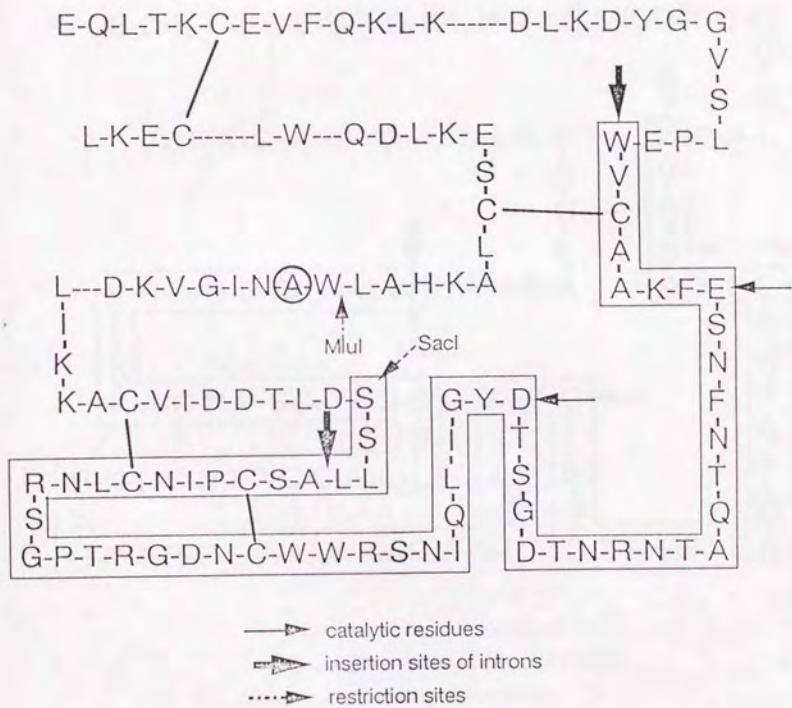 E-Q-L-T-K-C-E-V-F-Q-K-L-K-----D-L-K-D-Y-G-G
V
S
L-K-E-C-----L-W---Q-D-L-K-E
W-E-P-L
S
V
C
C
L
A
L---D-K-V-G-I-N-A-W-L-A-H-K-A
A-K-F-E
S
MluI
SacI
N
K
F
K-A-C-V-I-D-D-T-L-D-S
G-Y-D
N
S
I
T
T
R-N-L-C-N-I-P-C-S-A-L-L
L
S
Q
S
Q
G
G-P-T-R-G-D-N-C-W-W-R-S-N-I
D-T-N-R-N-T-A
catalytic residues
insertion sites of introns
restriction sites